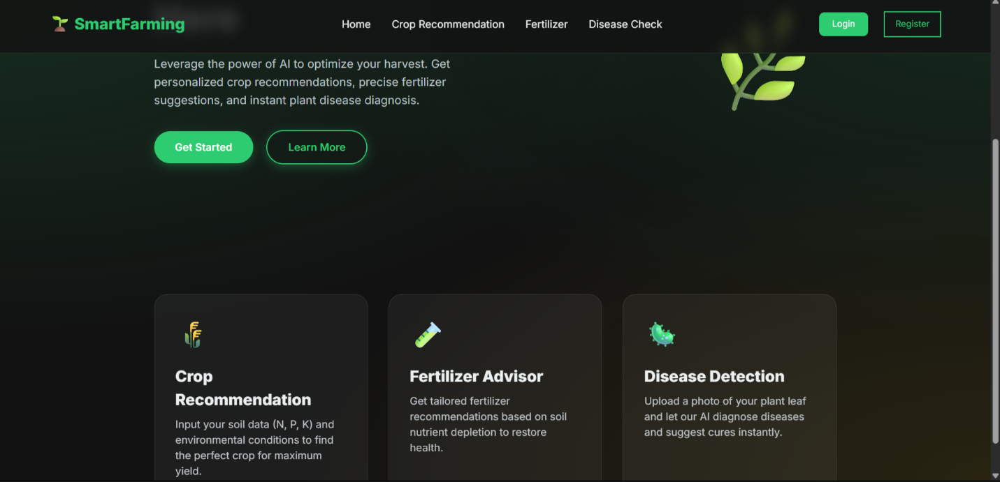 SmartFarming
Home
Crop Recommendation
Fertilizer
Disease Check
Login
Register
Leverage the power of AI to optimize your harvest. Get
personalized crop recommendations, precise fertilizer
suggestions, and instant plant disease diagnosis.
Get Started
Learn More
Crop
Recommendation
Input your soil data (N, P, K) and
environmental conditions to find
the perfect crop for maximum
yield.
Fertilizer Advisor
Get tailored fertilizer
recommendations based on soil
nutrient depletion to restore
health.
Disease Detection
Upload a photo of your plant leaf
and let our AI diagnose diseases
and suggest cures instantly.